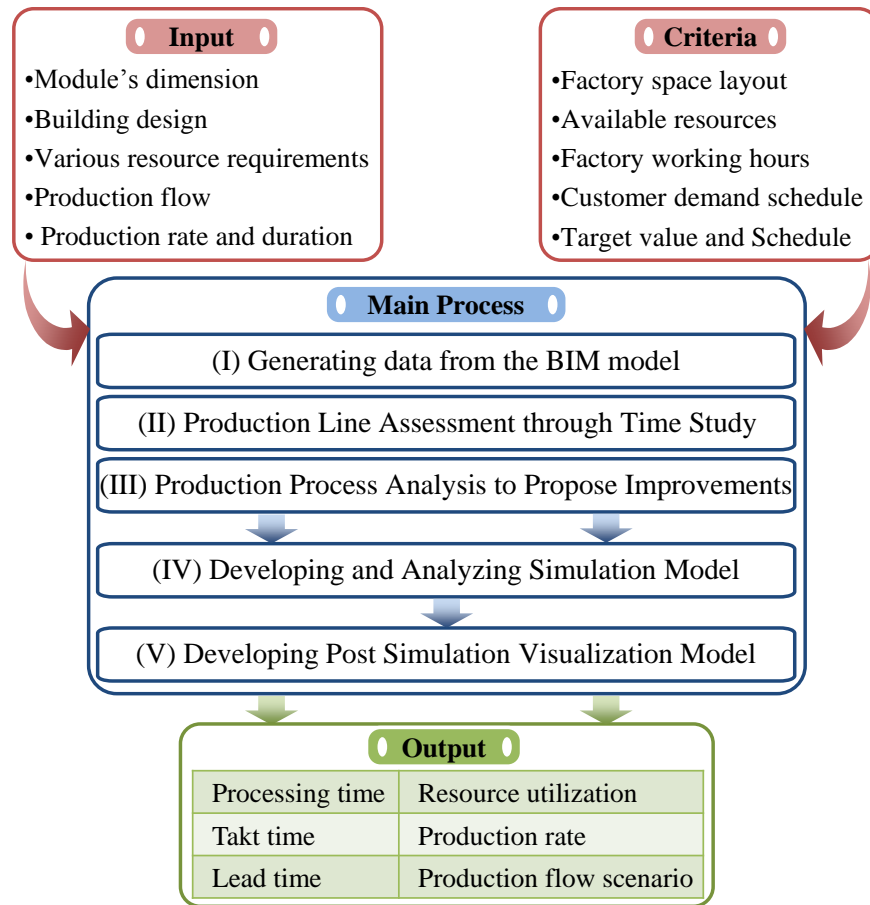 Input
•Module's dimension
•Building design
•Various resource requirements
•Production flow
• Production rate and duration
Criteria
•Factory space layout
•Available resources
•Factory working hours
•Customer demand schedule
•Target value and Schedule
Main Process
(I) Generating data from the BIM model
(II) Production Line Assessment through Time Study
(III) Production Process Analysis to Propose Improvements
(IV) Developing and Analyzing Simulation Model
(V) Developing Post Simulation Visualization Model
Output
Processing time Resource utilization
Takt time Production rate
Lead time Production flow scenario